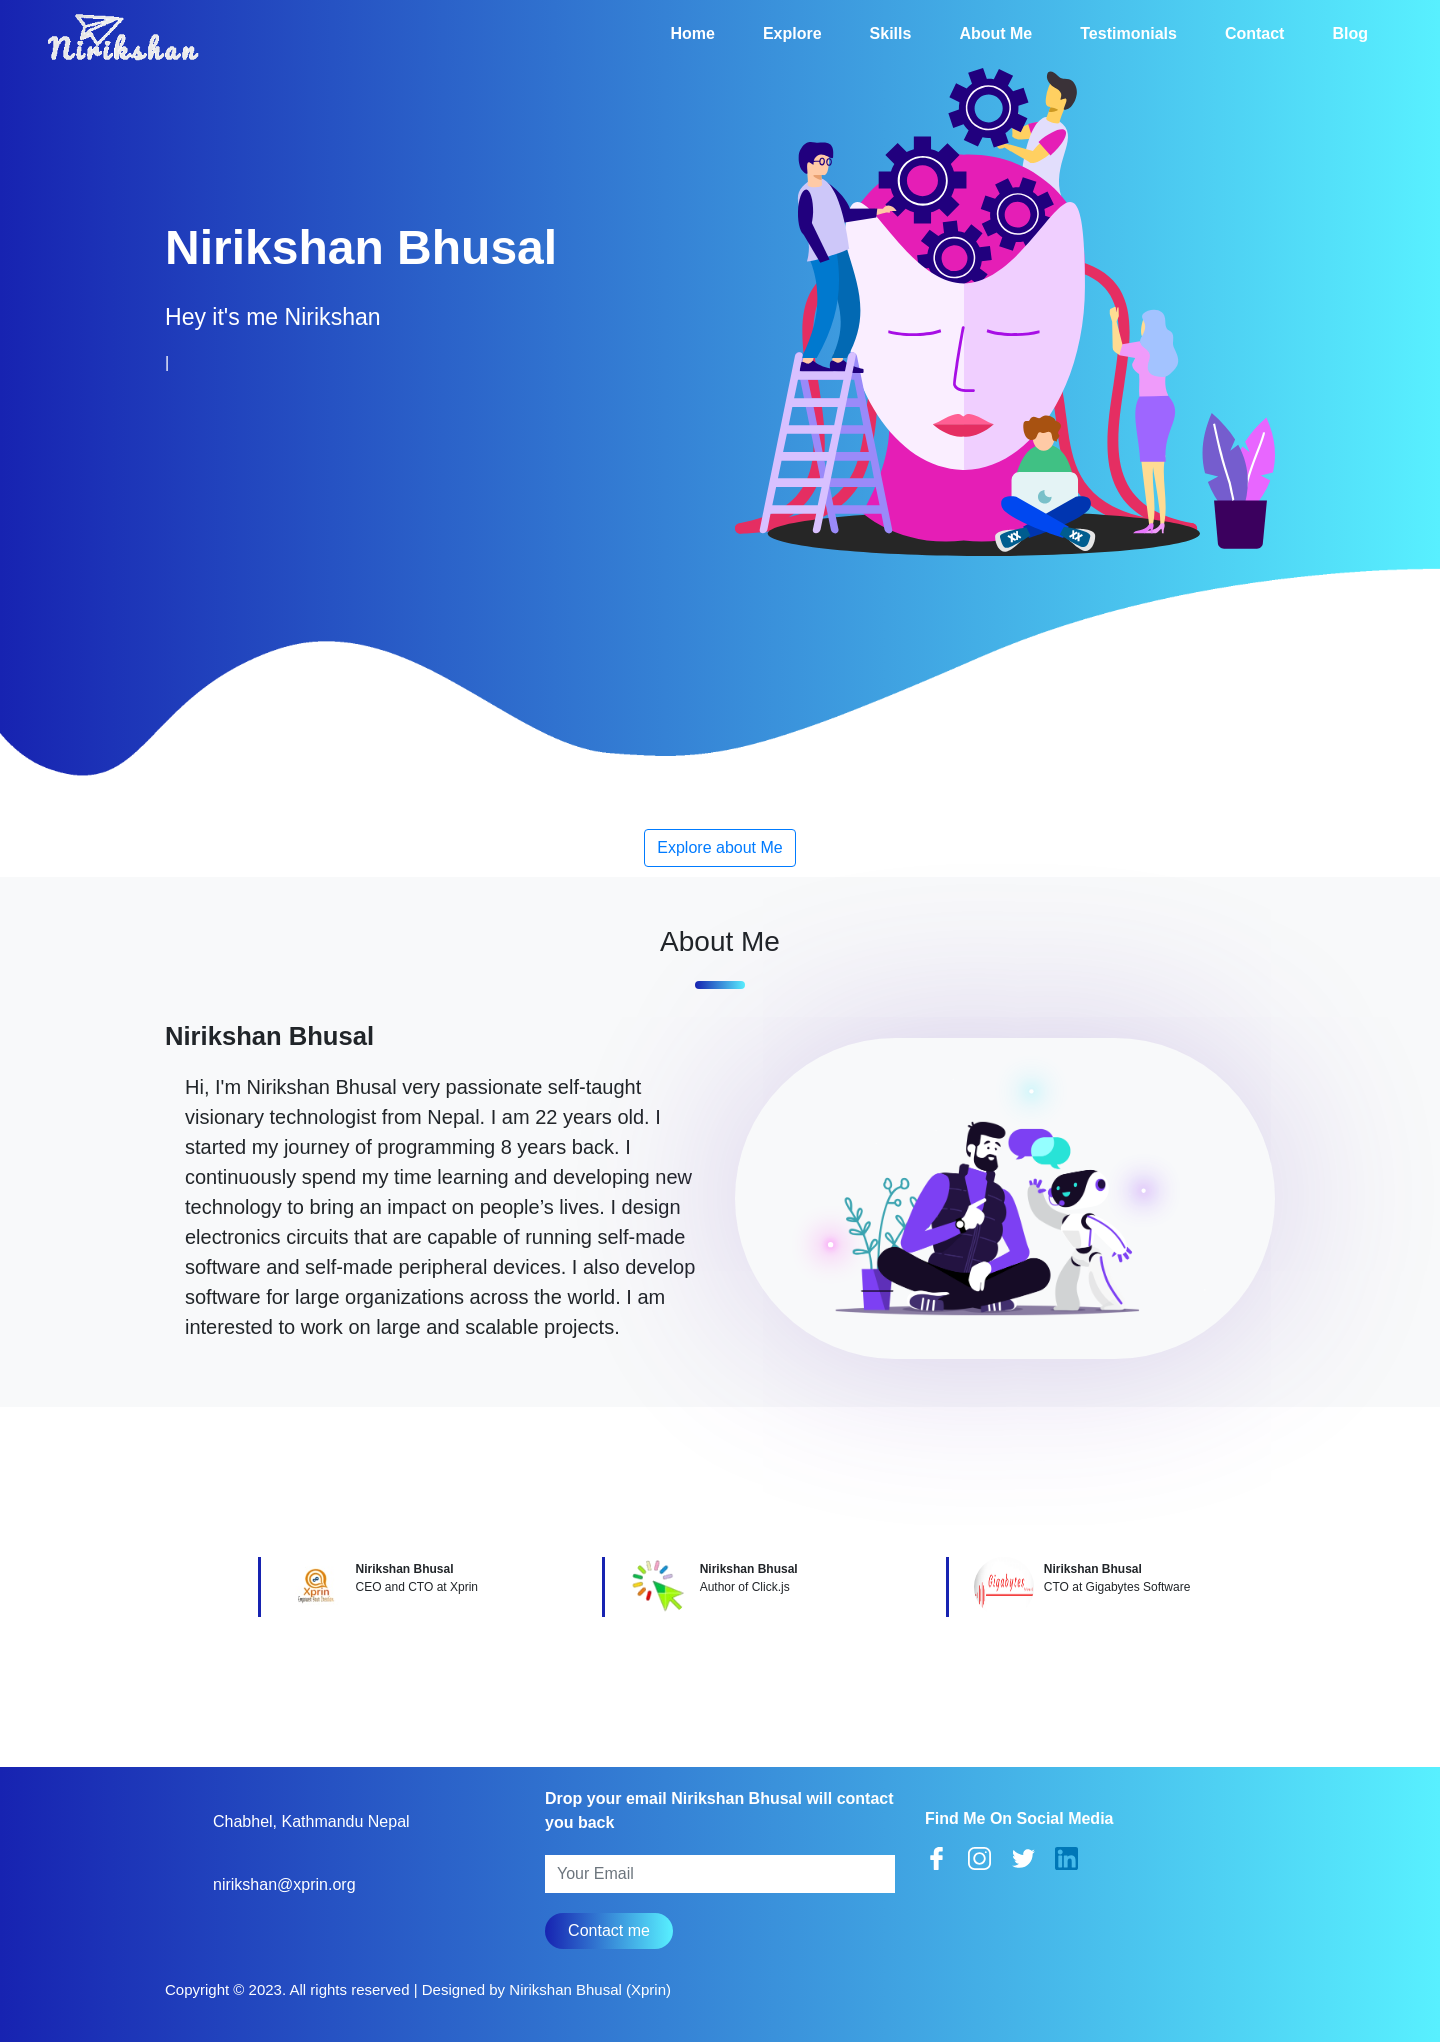 Nirikshan
Home Explore Skills About Me Testimonials Contact Blog
Nirikshan Bhusal
Hey it's me Nirikshan
|
Explore about Me
About Me
Nirikshan Bhusal
Hi, I'm Nirikshan Bhusal very passionate self-taught
visionary technologist from Nepal. I am 22 years old. I
started my journey of programming 8 years back. I
continuously spend my time learning and developing new
technology to bring an impact on people’s lives. I design
electronics circuits that are capable of running self-made
software and self-made peripheral devices. I also develop
software for large organizations across the world. I am
interested to work on large and scalable projects.
Xprin
Nirikshan Bhusal
CEO and CTO at Xprin
Nirikshan Bhusal
Author of Click.js
Gigabytes
Nirikshan Bhusal
CTO at Gigabytes Software
Chabhel, Kathmandu Nepal
nirikshan@xprin.org
Drop your email Nirikshan Bhusal will contact
you back
Your Email
Contact me
Find Me On Social Media
Copyright © 2023. All rights reserved | Designed by Nirikshan Bhusal (Xprin)